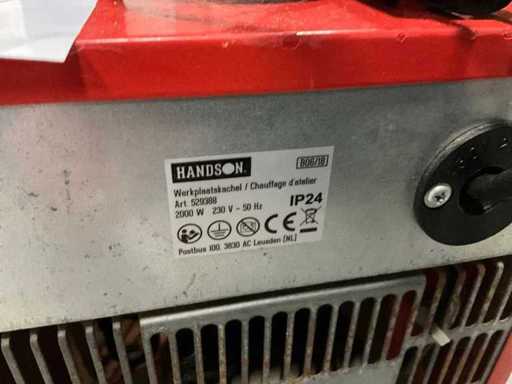 HANDSON.
806/18
Werkplaatskachel / Chauffage d'atelier
Art. 529388
2000 W 230 V - 50 Hz
IP24
CE
Postbus 100, 3830 AC Leusden [NL]